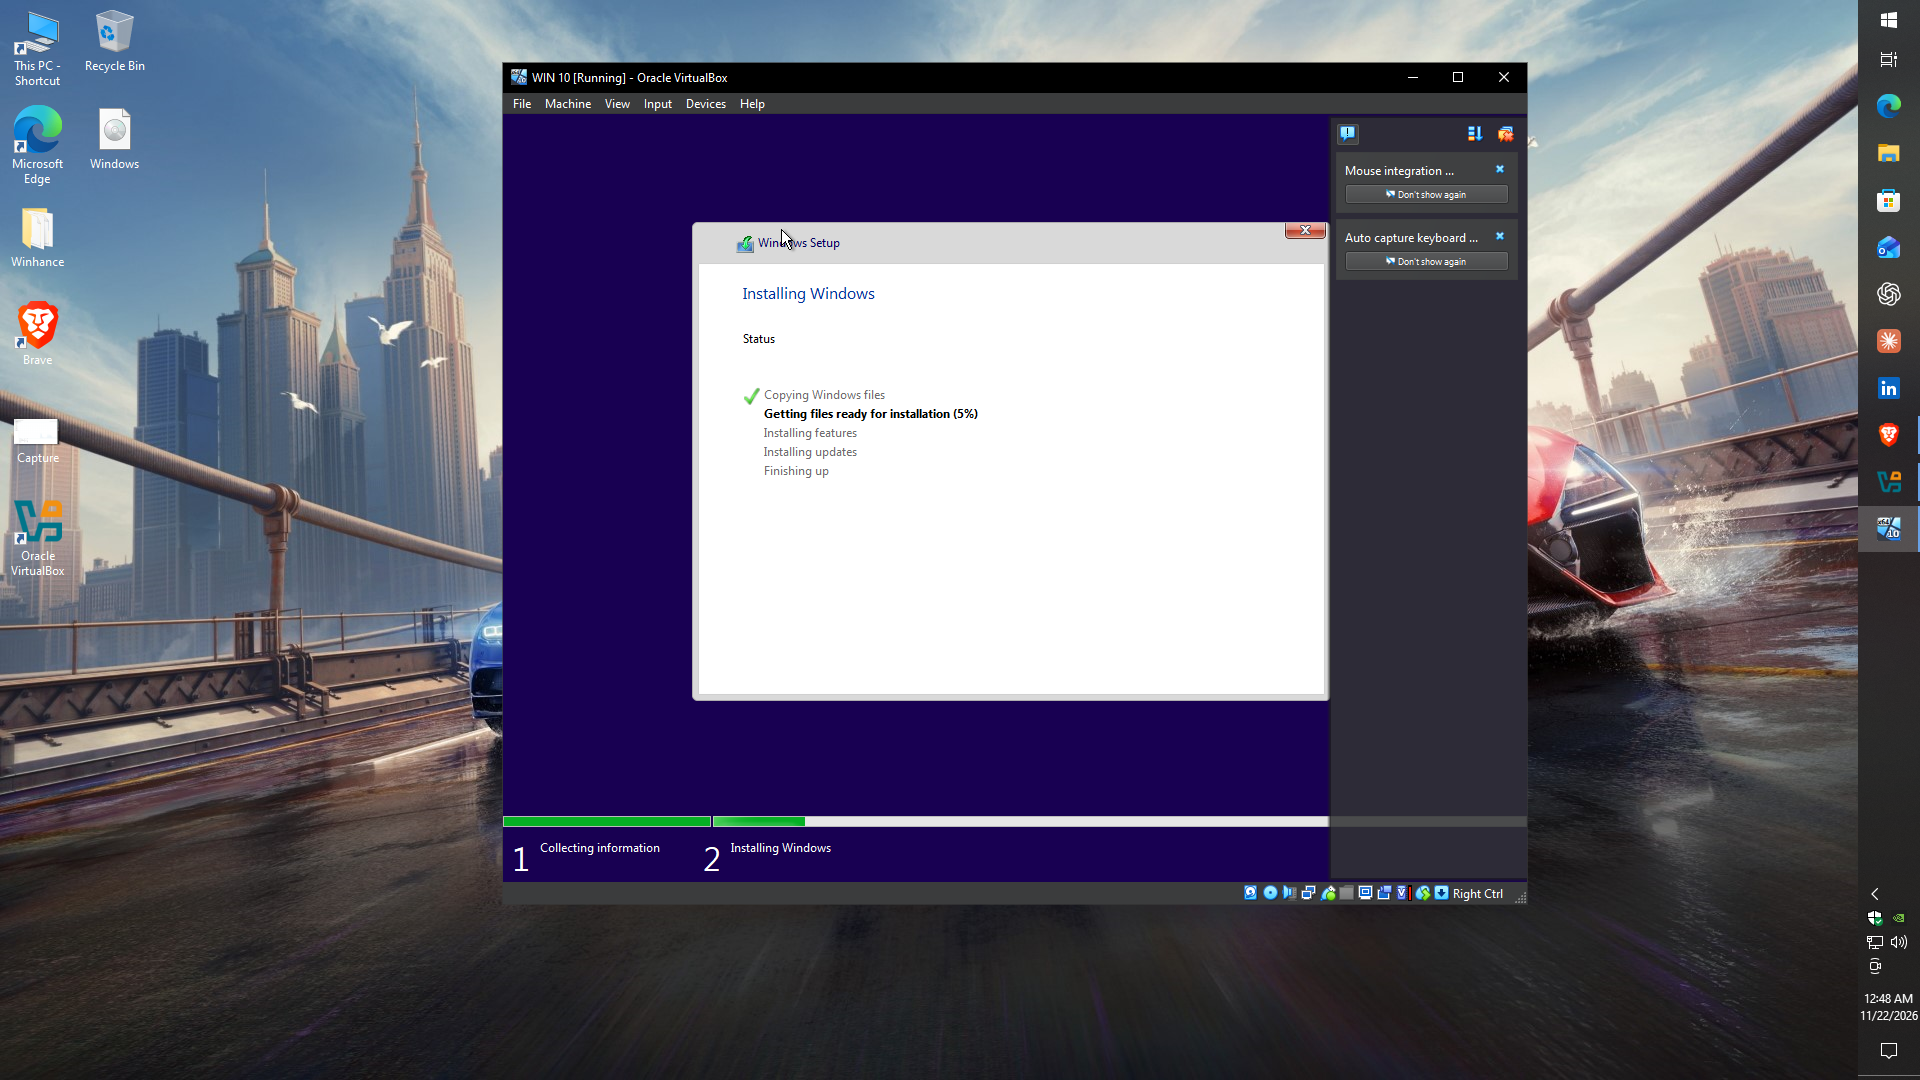 This PC -
Shortcut
Recycle Bin
Microsoft
Edge
Windows
Winhance
Brave
Capture
Oracle
VirtualBox
WIN 10 [Running] - Oracle VirtualBox
File Machine View Input Devices Help
Mouse integration ...
Don't show again
Auto capture keyboard ...
Don't show again
Windows Setup
Installing Windows
Status
Copying Windows files
Getting files ready for installation (5%)
Installing features
Installing updates
Finishing up
1 Collecting information
2 Installing Windows
Right Ctrl
12:48 AM
11/22/2026